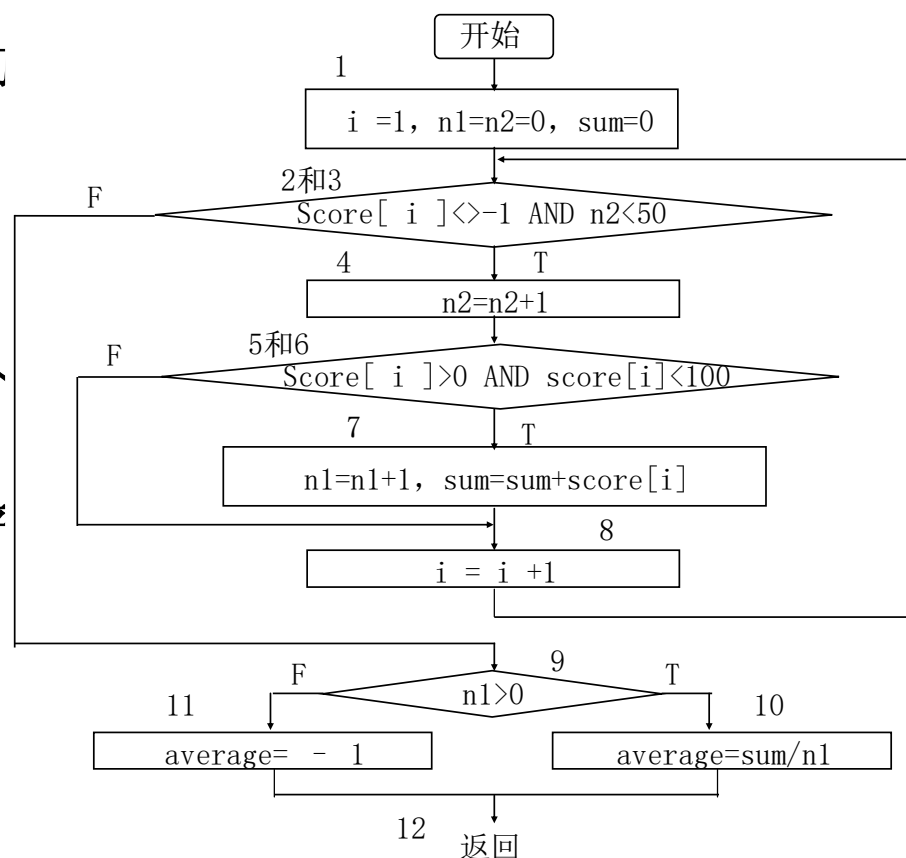 开始
1
i =1, n1=n2=0, sum=0
2和3
F
Score[ i ]<>-1 AND n2<50
4
T
n2=n2+1
5和6
F
Score[ i ]>0 AND score[i]<100
7
T
n1=n1+1, sum=sum+score[i]
8
i = i +1
9
F
n1>0
T
11
10
average= - 1
average=sum/n1
12
返回